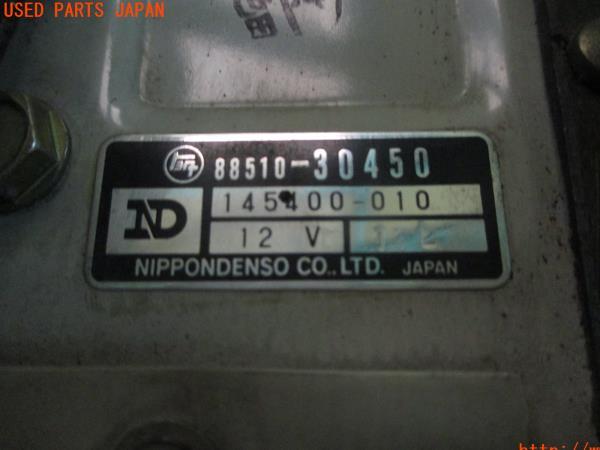 USED PARTS JAPAN
88510-30450
ND
145400-010
12 V
NIPPONDENSO CO., LTD. JAPAN